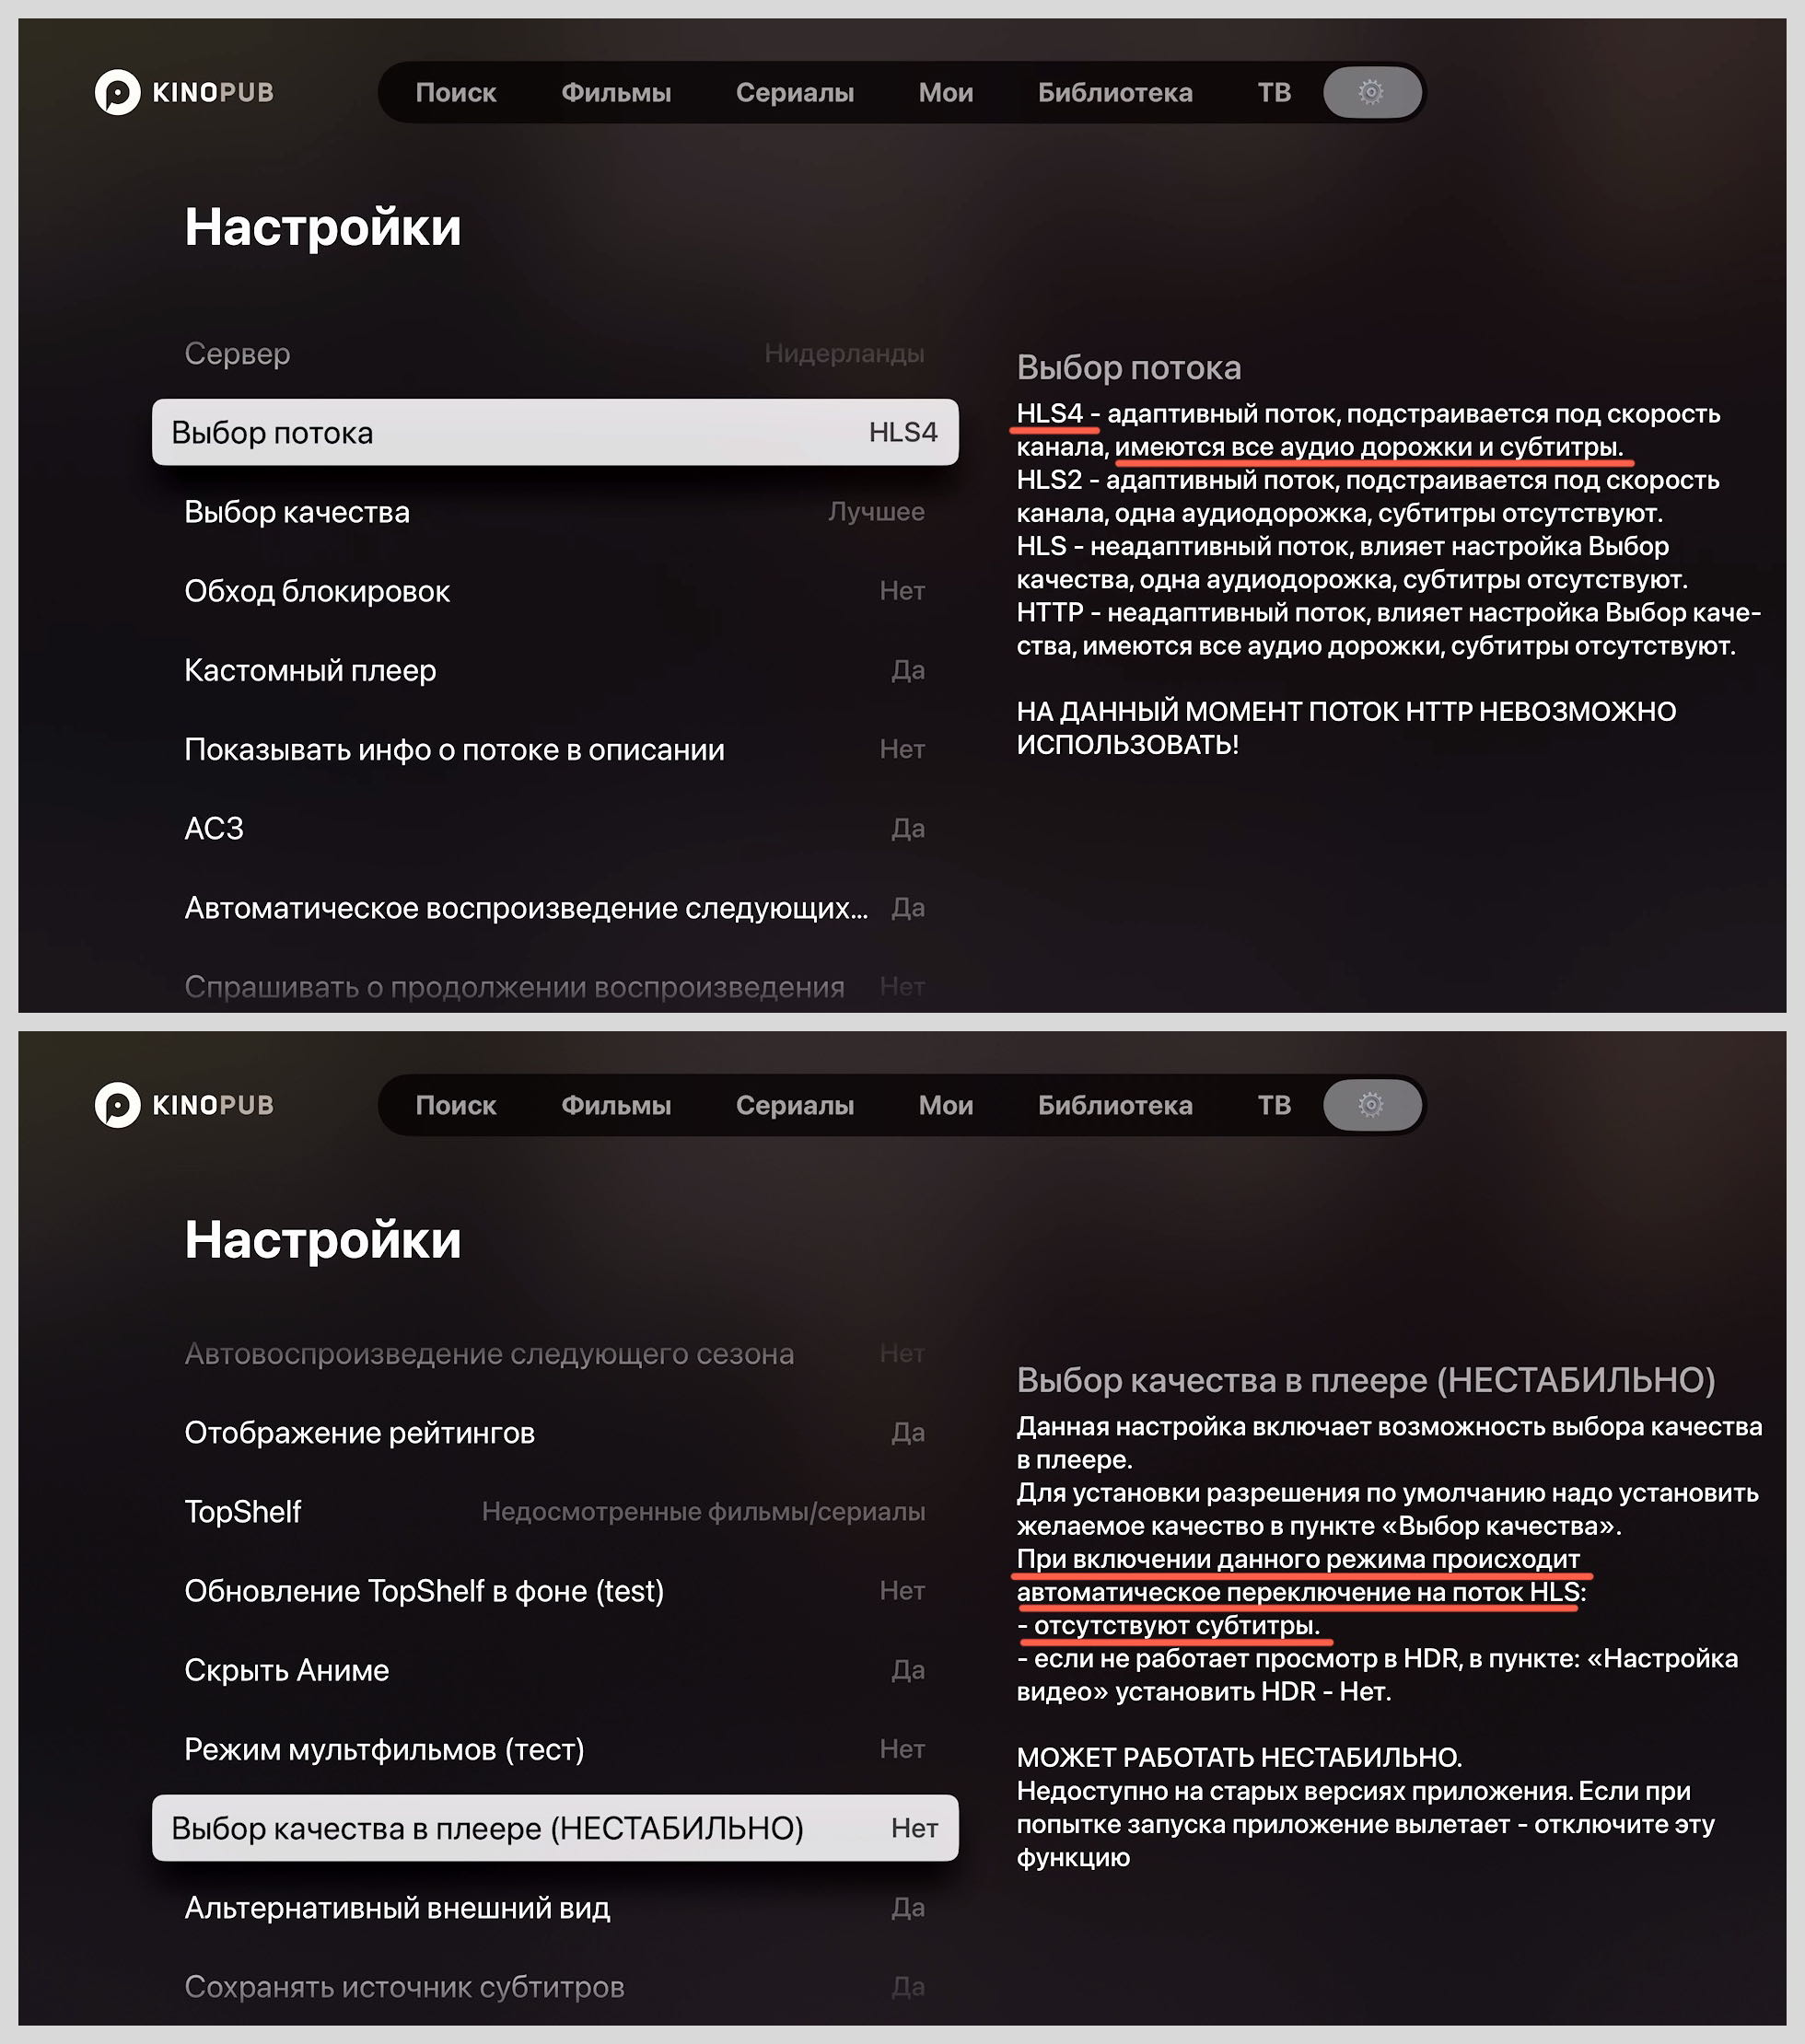 KINOPUB
Поиск Фильмы Сериалы Мои Библиотека ТВ
Настройки
Сервер Нидерланды
Выбор потока HLS4
Выбор качества Лучшее
Обход блокировок Нет
Кастомный плеер Да
Показывать инфо о потоке в описании Нет
AC3 Да
Автоматическое воспроизведение следующих... Да
Спрашивать о продолжении воспроизведения Нет
Выбор потока
HLS4 - адаптивный поток, подстраивается под скорость
канала, имеются все аудио дорожки и субтитры.
HLS2 - адаптивный поток, подстраивается под скорость
канала, одна аудиодорожка, субтитры отсутствуют.
HLS - неадаптивный поток, влияет настройка Выбор
качества, одна аудиодорожка, субтитры отсутствуют.
HTTP - неадаптивный поток, влияет настройка Выбор каче-
ства, имеются все аудио дорожки, субтитры отсутствуют.
НА ДАННЫЙ МОМЕНТ ПОТОК HTTP НЕВОЗМОЖНО
ИСПОЛЬЗОВАТЬ!
KINOPUB
Поиск Фильмы Сериалы Мои Библиотека ТВ
Настройки
Автовоспроизведение следующего сезона Нет
Отображение рейтингов Да
TopShelf Недосмотренные фильмы/сериалы
Обновление TopShelf в фоне (test) Нет
Скрыть Аниме Да
Режим мультфильмов (тест) Нет
Выбор качества в плеере (НЕСТАБИЛЬНО) Нет
Альтернативный внешний вид Да
Сохранять источник субтитров Да
Выбор качества в плеере (НЕСТАБИЛЬНО)
Данная настройка включает возможность выбора качества
в плеере.
Для установки разрешения по умолчанию надо установить
желаемое качество в пункте «Выбор качества».
При включении данного режима происходит
автоматическое переключение на поток HLS:
- отсутствуют субтитры.
- если не работает просмотр в HDR, в пункте: «Настройка
видео» установить HDR - Нет.
МОЖЕТ РАБОТАТЬ НЕСТАБИЛЬНО.
Недоступно на старых версиях приложения. Если при
попытке запуска приложение вылетает - отключите эту
функцию